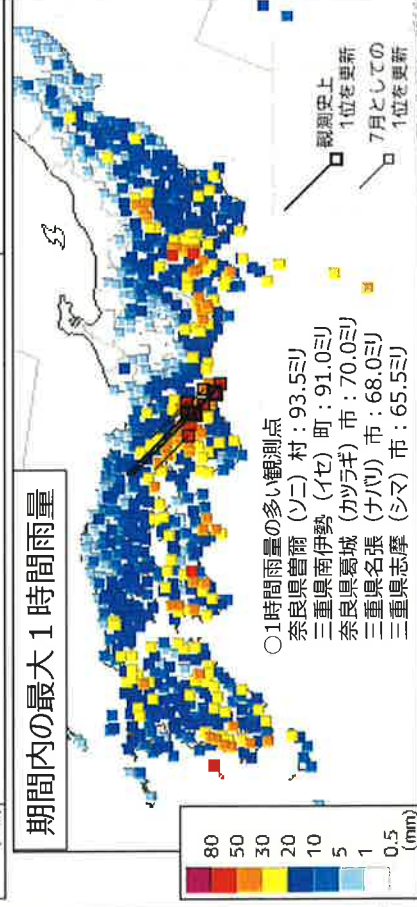 期間内の最大1時間雨量
観測史上
1位を更新
7月としての
1位を更新
○1時間雨量の多い観測点
奈良県曽爾（ソニ）村：93.5ミリ
三重県南伊勢（イセ）町：91.0ミリ
奈良県葛城（カツラギ）市：70.0ミリ
三重県名張（ナバリ）市：68.0ミリ
三重県志摩（シマ）市：65.5ミリ
80
50
30
20
10
5
1
0.5
(mm)